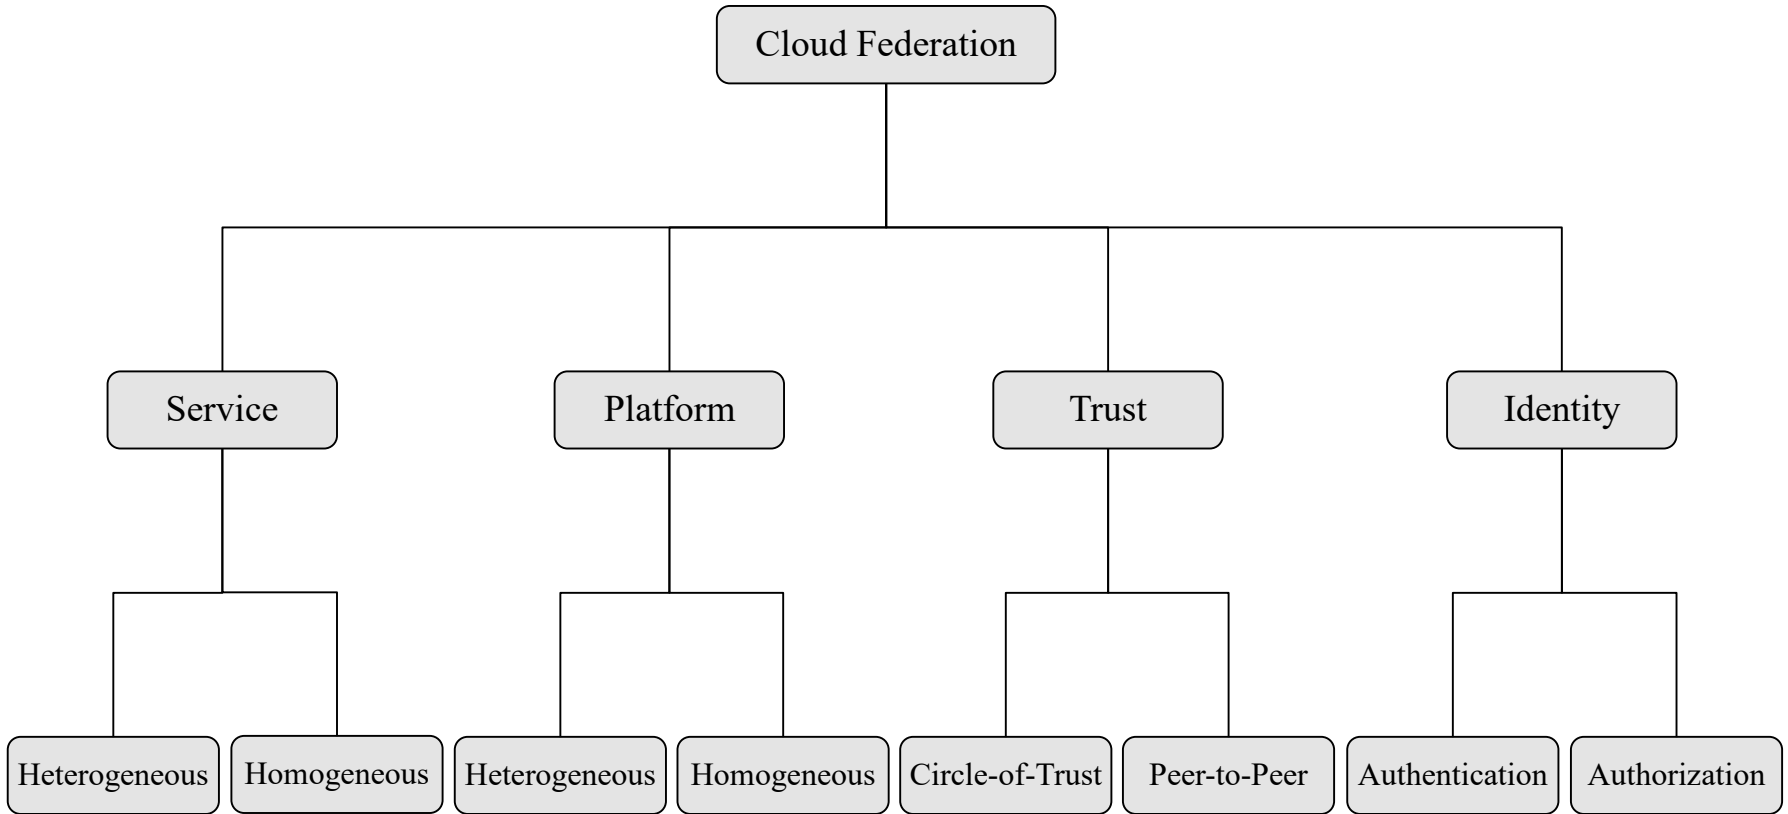 Cloud Federation
Service
Platform
Trust
Identity
Heterogeneous
Homogeneous
Heterogeneous
Homogeneous
Circle-of-Trust
Peer-to-Peer
Authentication
Authorization